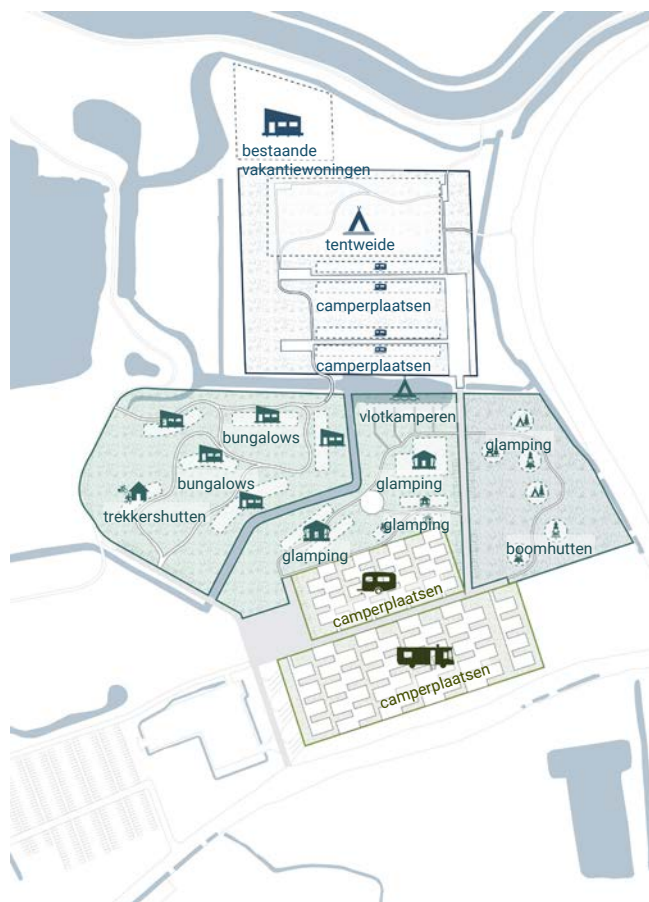 bestaande
vakantiewoningen
tentweide
camperplaatsen
camperplaatsen
vlotkamperen
bungalows
glamping
bungalows
glamping
trekkershutten
glamping
glamping
boomhutten
camperplaatsen
camperplaatsen